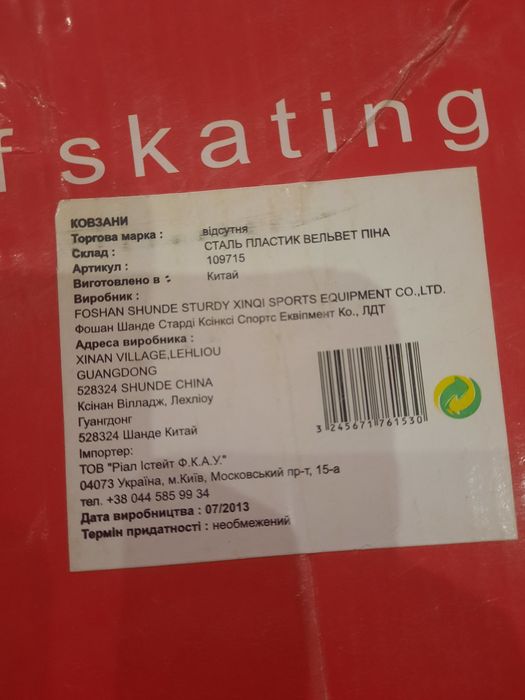 f skating
КОВЗАНИ
Торгова марка : відсутня
Склад : СТАЛЬ ПЛАСТИК ВЕЛЬВЕТ ПІНА
Артикул : 109715
Виготовлено в : Китай
Виробник :
FOSHAN SHUNDE STURDY XINQI SPORTS EQUIPMENT CO.,LTD.
Фошан Шанде Старді Ксінксі Спортс Еквіпмент Ко., ЛДТ
Адреса виробника :
XINAN VILLAGE,LEHLIOU
GUANGDONG
528324 SHUNDE CHINA
Ксінан Вілладж, Лехліоу
Гуангдонг
528324 Шанде Китай
Імпортер:
ТОВ "Ріал Істейт Ф.К.А.У."
04073 Україна, м.Київ, Московський пр-т, 15-а
тел. +38 044 585 99 34
Дата виробництва : 07/2013
Термін придатності : необмежений
3 245671 761530